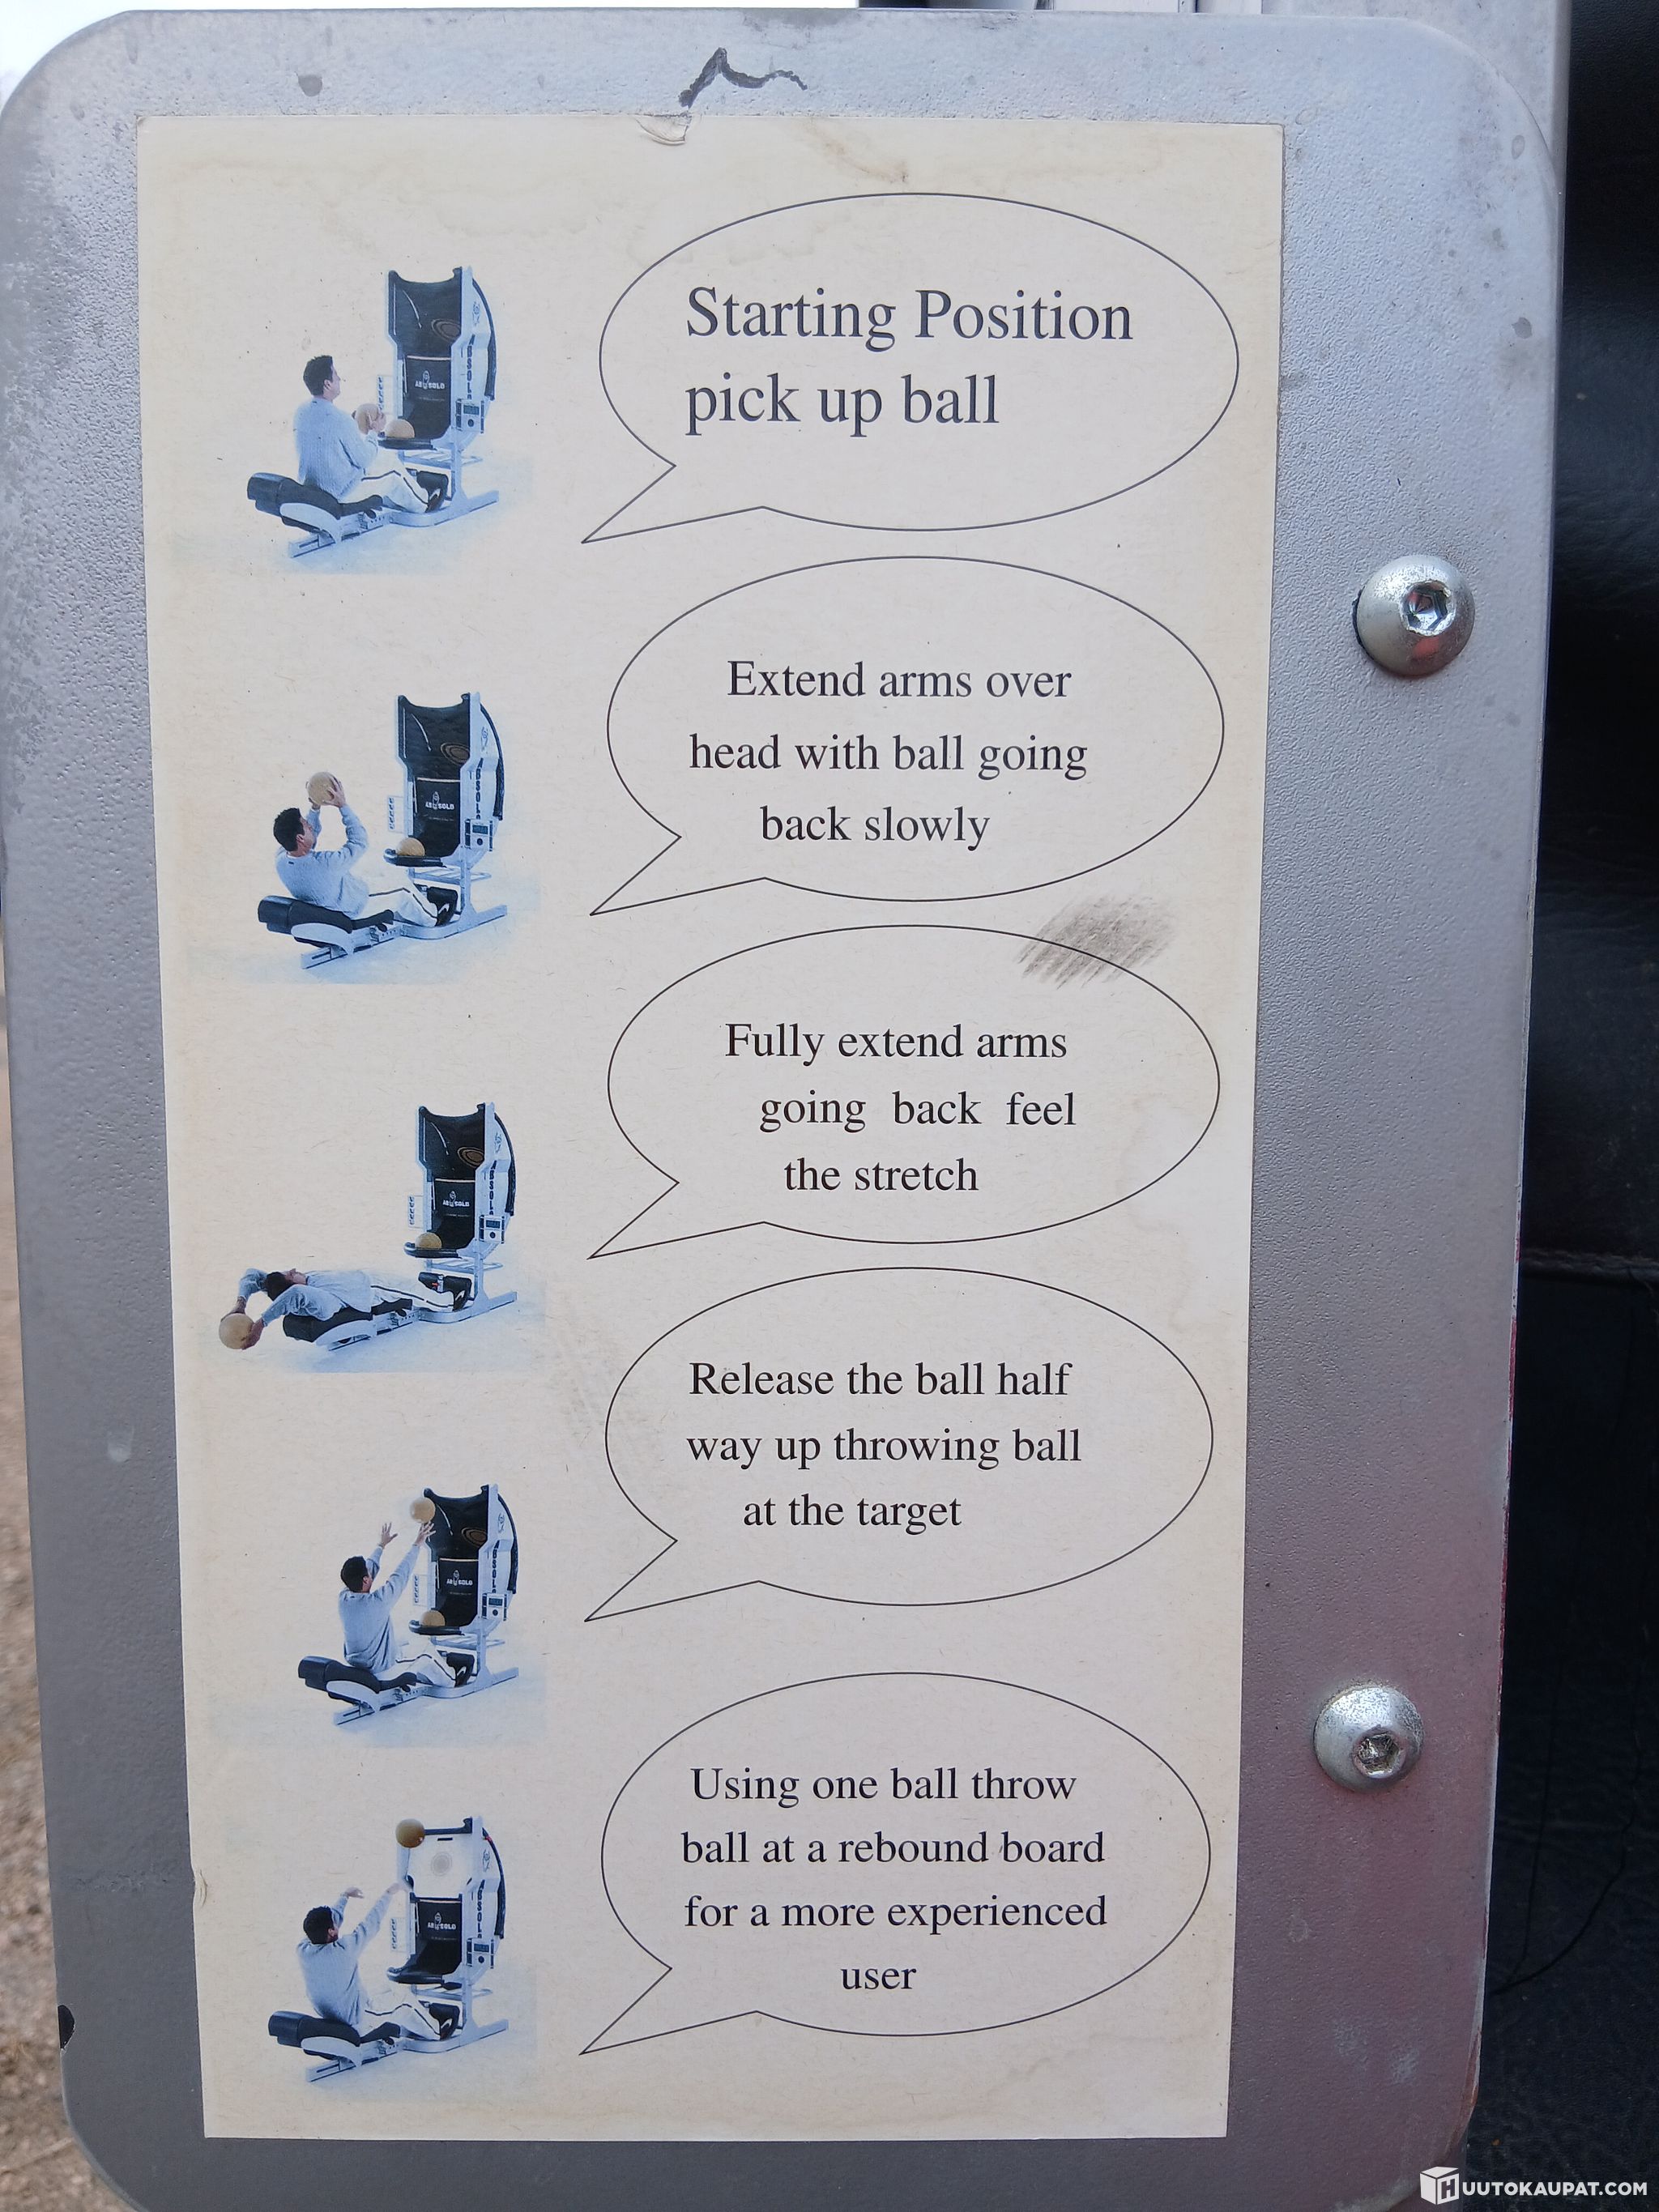 Starting Position
pick up ball
Extend arms over
head with ball going
back slowly
Fully extend arms
going back feel
the stretch
Release the ball half
way up throwing ball
at the target
Using one ball throw
ball at a rebound board
for a more experienced
user
HUUTOKAUPAT.COM